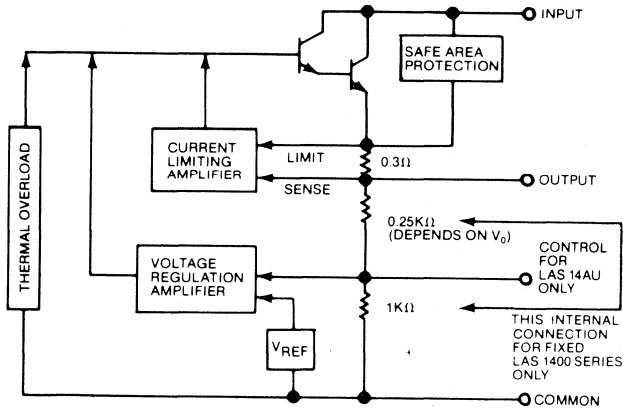 INPUT
SAFE AREA
PROTECTION
THERMAL OVERLOAD
CURRENT
LIMITING
AMPLIFIER
LIMIT
0.3Ω
SENSE
OUTPUT
0.25KΩ
(DEPENDS ON V₀)
VOLTAGE
REGULATION
AMPLIFIER
CONTROL
FOR
LAS 14AU
ONLY
1KΩ
VREF
THIS INTERNAL
CONNECTION
FOR FIXED
LAS 1400 SERIES
ONLY
COMMON